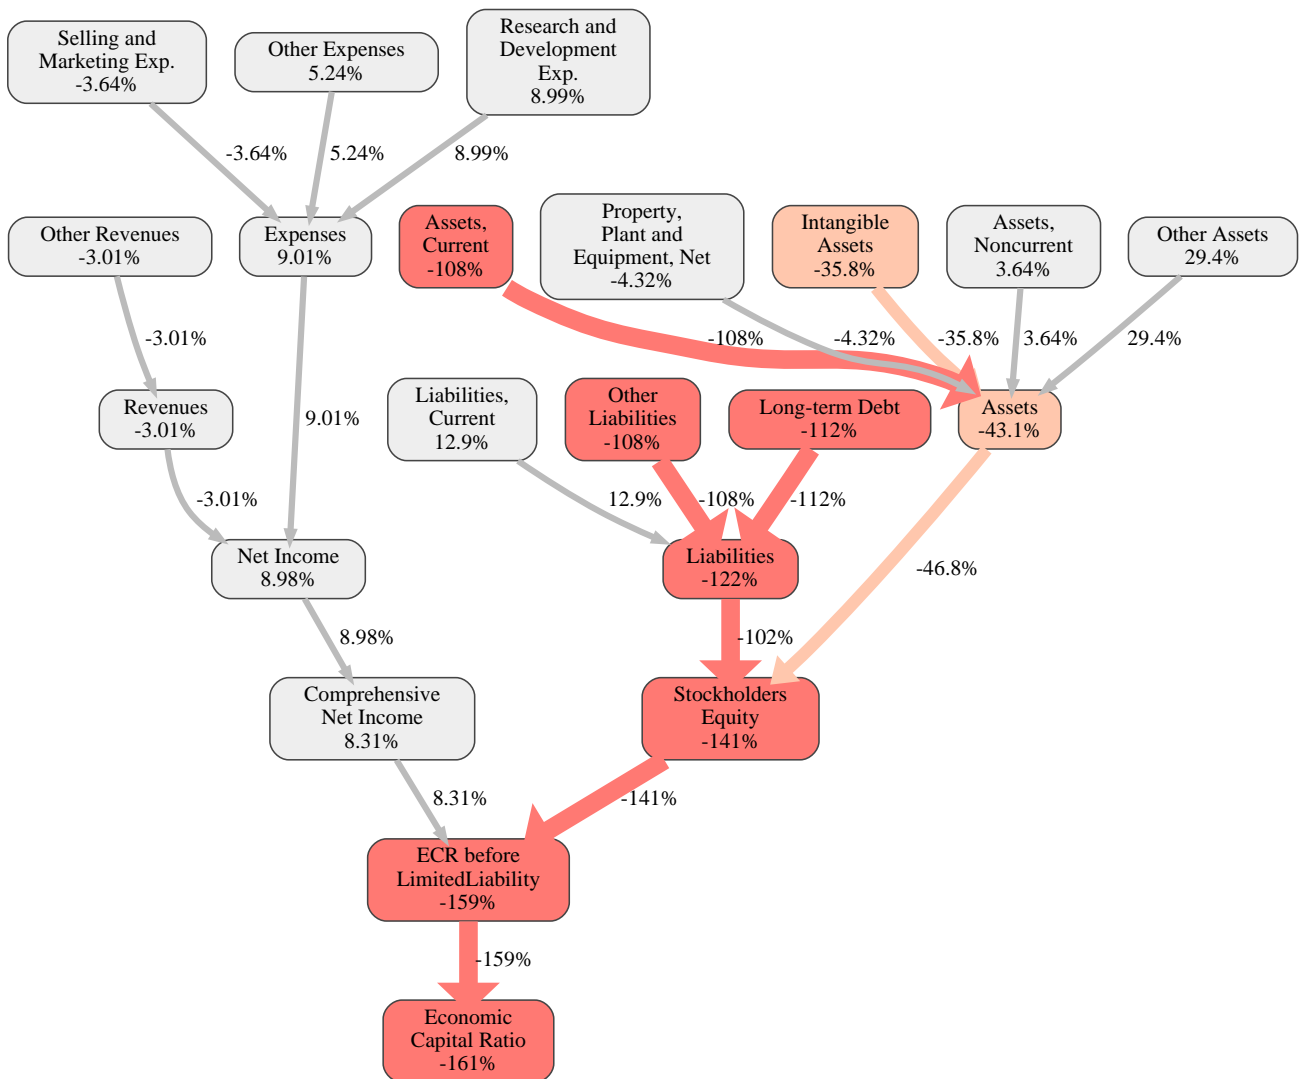 Selling and
Marketing Exp.
-3.64%
Other Expenses
5.24%
Research and
Development
Exp.
8.99%
-3.64%
5.24%
8.99%
Other Revenues
-3.01%
Expenses
9.01%
Assets,
Current
-108%
Property,
Plant and
Equipment, Net
-4.32%
Intangible
Assets
-35.8%
Assets,
Noncurrent
3.64%
Other Assets
29.4%
-3.01%
-108%
-4.32%
-35.8%
3.64%
29.4%
Revenues
-3.01%
9.01%
Liabilities,
Current
12.9%
Other
Liabilities
-108%
Long-term Debt
-112%
Assets
-43.1%
-3.01%
12.9%
-108%
-112%
Net Income
8.98%
Liabilities
-122%
-46.8%
8.98%
-102%
Comprehensive
Net Income
8.31%
Stockholders
Equity
-141%
8.31%
-141%
ECR before
LimitedLiability
-159%
-159%
Economic
Capital Ratio
-161%